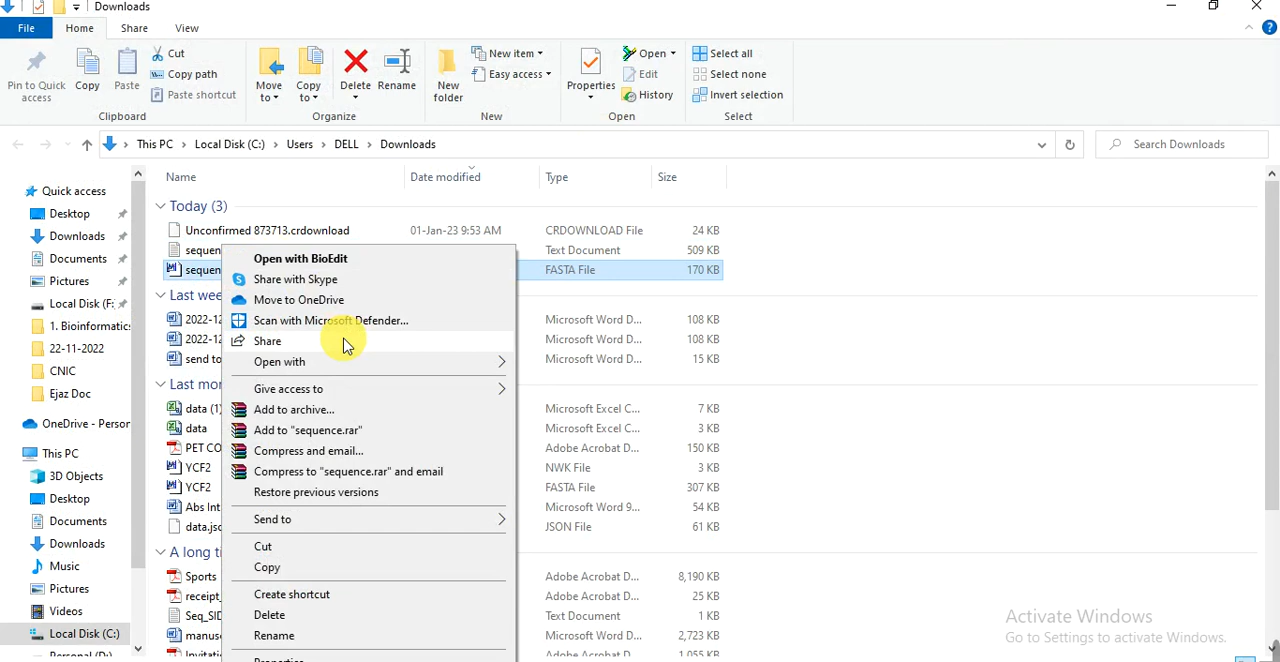 Downloads
File Home Share View
Pin to Quick access
Copy
Paste
Cut
Copy path
Paste shortcut
Clipboard
Move to
Copy to
Delete
Rename
Organize
New folder
New item
Easy access
New
Properties
Open
Edit
History
Open
Select all
Select none
Invert selection
Select
This PC > Local Disk (C:) > Users > DELL > Downloads
Search Downloads
Quick access
Desktop
Downloads
Documents
Pictures
Local Disk (F:
1. Bioinformatic
22-11-2022
CNIC
Ejaz Doc
OneDrive - Person
This PC
3D Objects
Desktop
Documents
Downloads
Music
Pictures
Videos
Local Disk (C:)
Name Date modified Type Size
Today (3)
Unconfirmed 873713.crdownload 01-Jan-23 9:53 AM CRDOWNLOAD File 24 KB
sequen Text Document 509 KB
sequen FASTA File 170 KB
Last wee
2022-12 Microsoft Word D... 108 KB
2022-12 Microsoft Word D... 108 KB
send to Microsoft Word D... 15 KB
Last mor
data (1) Microsoft Excel C... 7 KB
data Microsoft Excel C... 3 KB
PET CO Adobe Acrobat D... 150 KB
YCF2 NWK File 3 KB
YCF2 FASTA File 307 KB
Abs Int Microsoft Word 9... 54 KB
data.jso JSON File 61 KB
A long ti
Sports Adobe Acrobat D... 8,190 KB
receipt_ Adobe Acrobat D... 25 KB
Seq_SID Text Document 1 KB
manus Microsoft Word D... 2,723 KB
Invitati Adobe Acrobat D... 1,055 KB
Open with BioEdit
Share with Skype
Move to OneDrive
Scan with Microsoft Defender...
Share
Open with
Give access to
Add to archive...
Add to "sequence.rar"
Compress and email...
Compress to "sequence.rar" and email
Restore previous versions
Send to
Cut
Copy
Create shortcut
Delete
Rename
Properties
Activate Windows
Go to Settings to activate Windows.